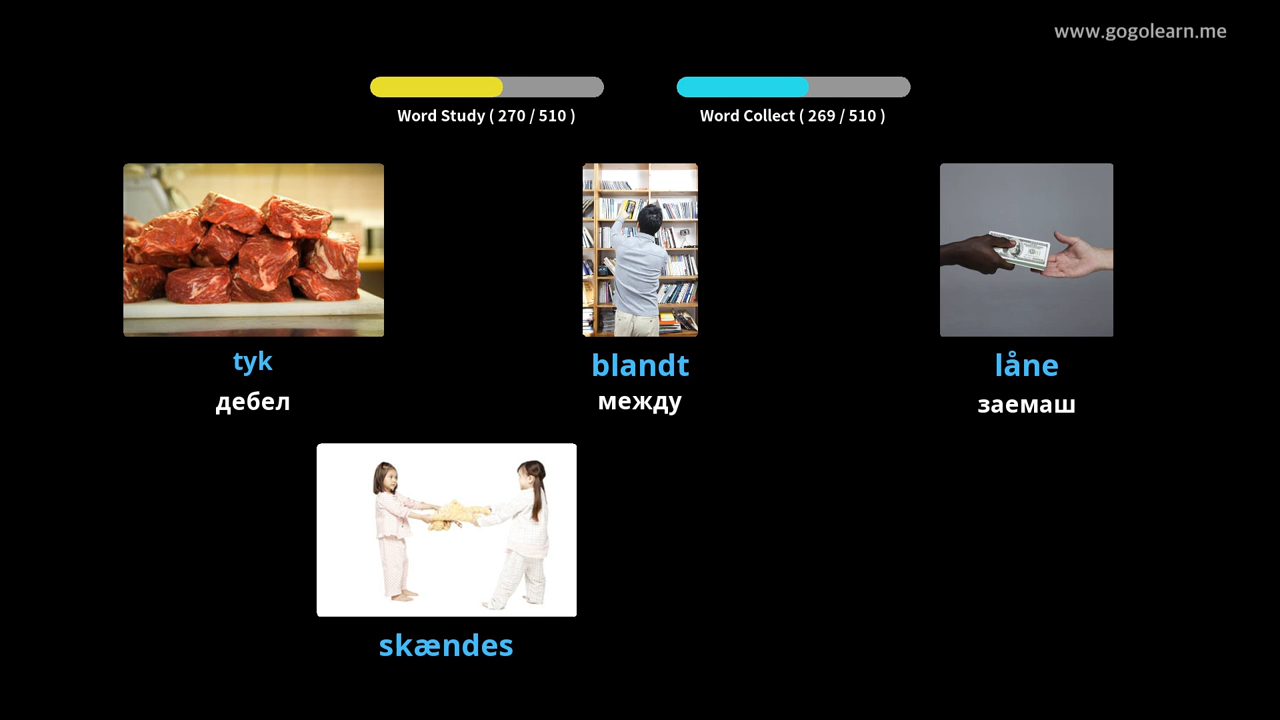 www.gogolearn.me
Word Study ( 270 / 510 )
Word Collect ( 269 / 510 )
tyk
дебел
blandt
между
låne
заемаш
skændes